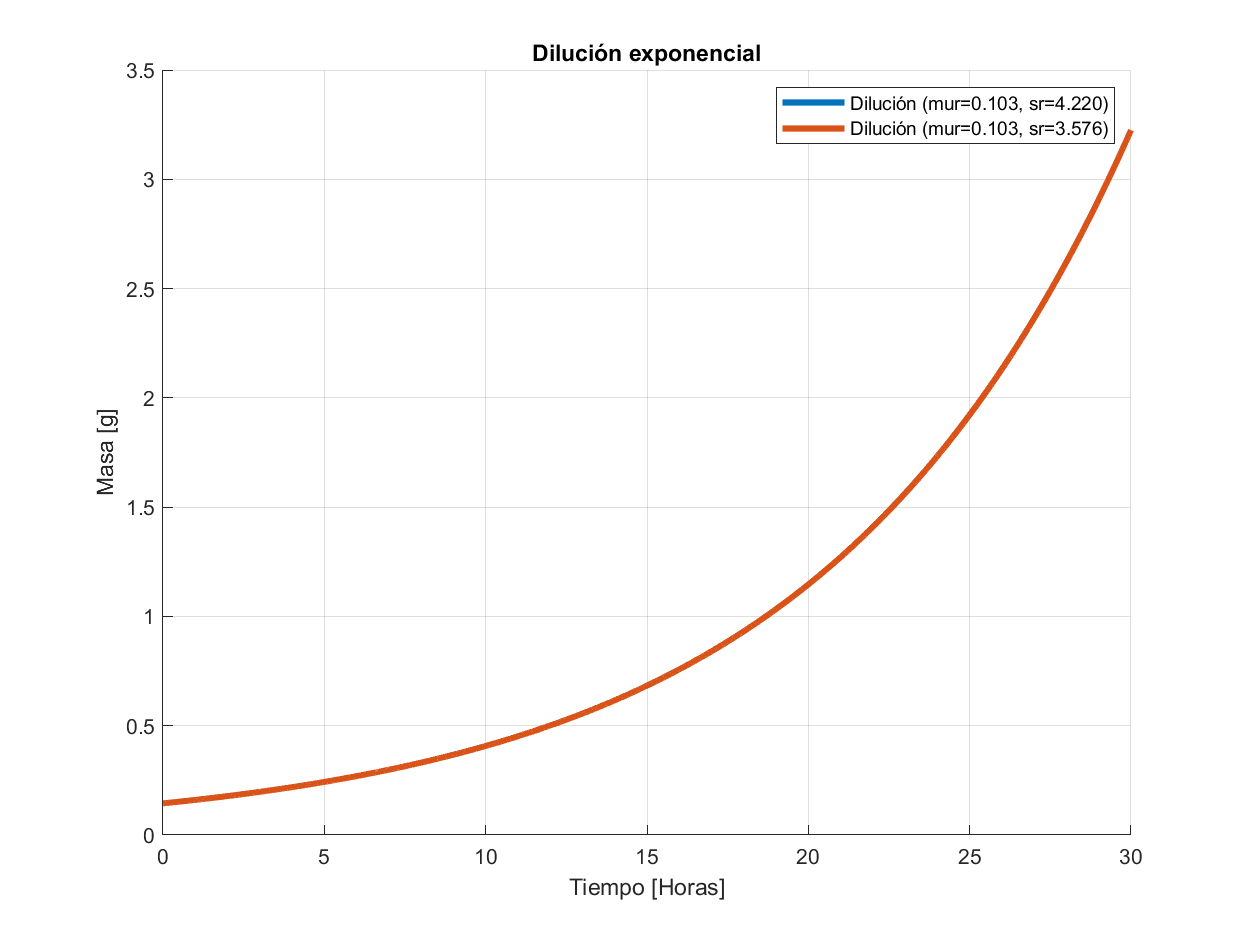 Dilución exponencial
Dilución (mur=0.103, sr=4.220)
Dilución (mur=0.103, sr=3.576)
3.5
3
2.5
2
1.5
1
0.5
0
Masa [g]
0 5 10 15 20 25 30
Tiempo [Horas]